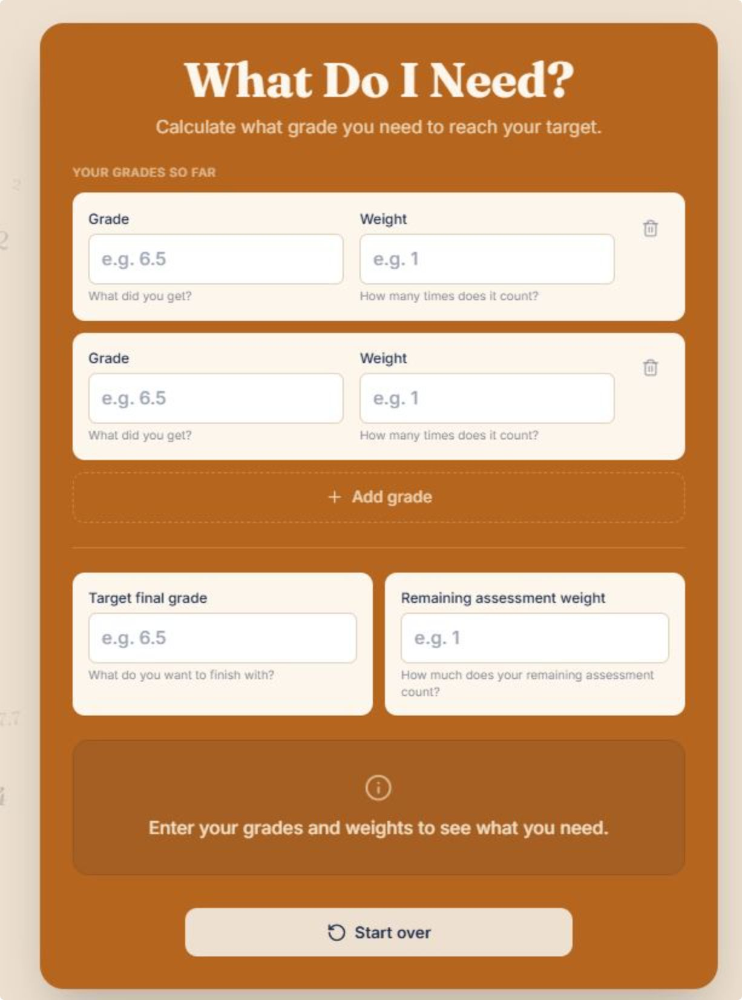 What Do I Need?
Calculate what grade you need to reach your target.
YOUR GRADES SO FAR
Grade
Weight
e.g. 6.5
e.g. 1
What did you get?
How many times does it count?
Grade
Weight
e.g. 6.5
e.g. 1
What did you get?
How many times does it count?
+ Add grade
Target final grade
Remaining assessment weight
e.g. 6.5
e.g. 1
What do you want to finish with?
How much does your remaining assessment
count?
Enter your grades and weights to see what you need.
Start over
2
2
7.7